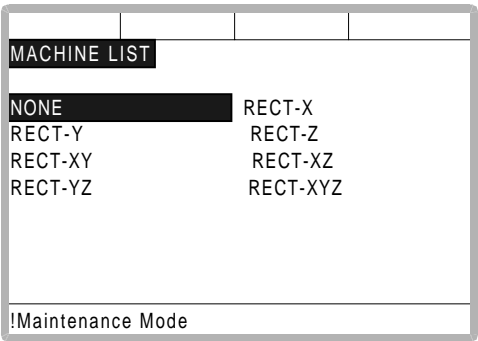 MACHINE LIST
NONE RECT-X
RECT-Y RECT-Z
RECT-XY RECT-XZ
RECT-YZ RECT-XYZ
!Maintenance Mode